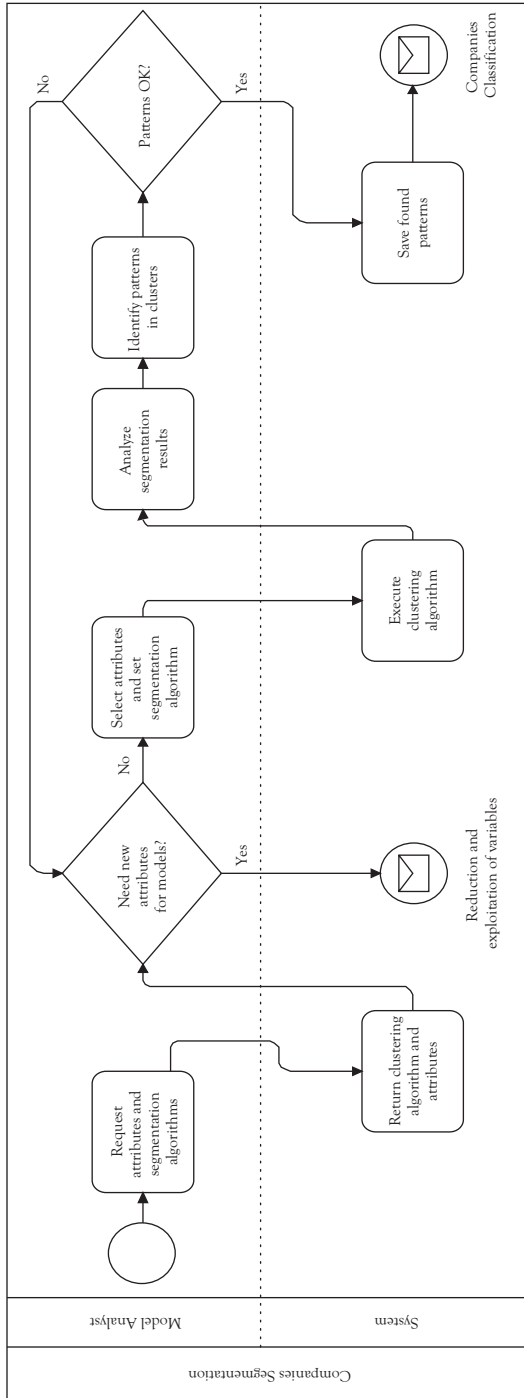 Companies Segmentation
Model Analyst
System
Request
attributes and
segmentation
algorithms
Return clustering
algorithm and
attributes
Need new
attributes
for models?
Yes
No
Reduction and
exploitation of variables
Select attributes
and set
segmentation
algorithm
Execute
clustering
algorithm
Analyze
segmentation
results
Identify patterns
in clusters
Patterns OK?
No
Yes
Save found
patterns
Companies
Classification